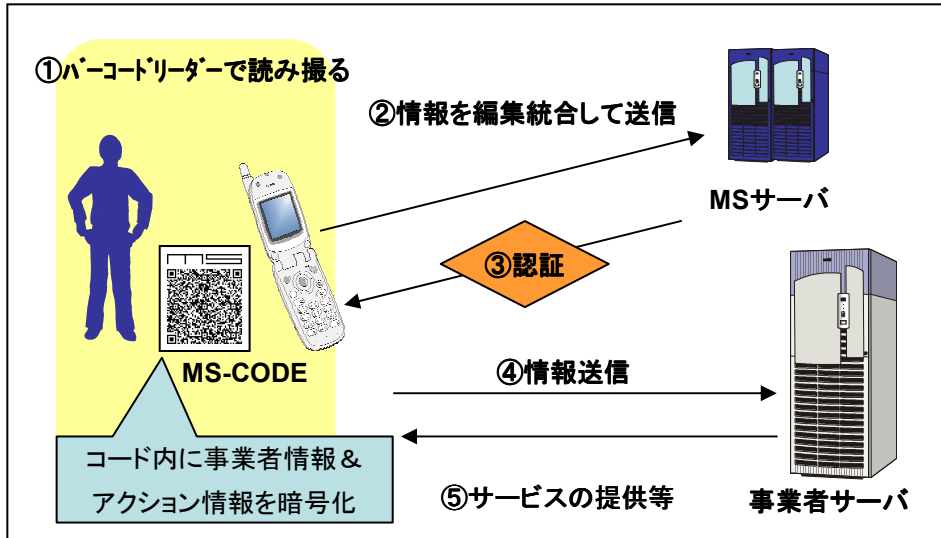 ①ﾊﾞｰｺｰﾄﾞﾘｰﾀﾞｰで読み撮る
②情報を編集統合して送信
MSサーバ
③認証
ms
MS-CODE
④情報送信
コード内に事業者情報＆
アクション情報を暗号化
⑤サービスの提供等
事業者サーバ